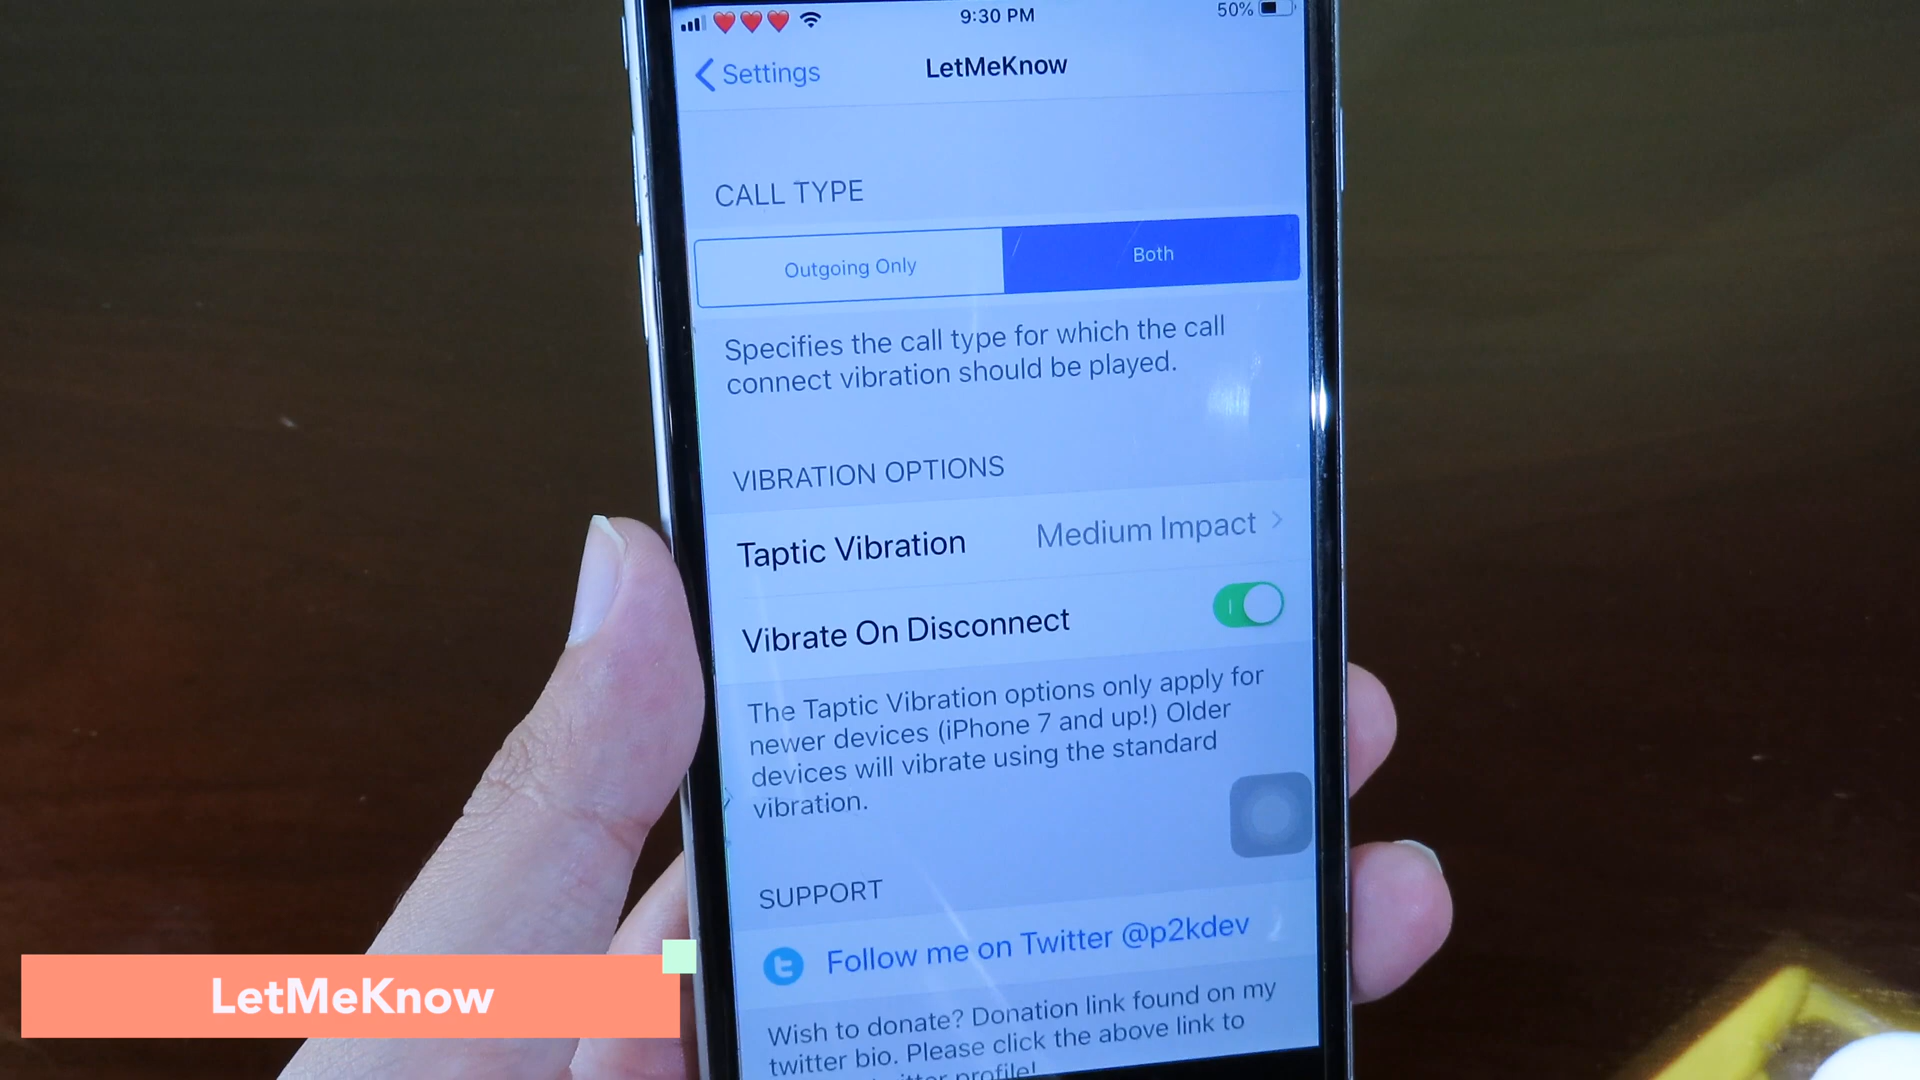 9:30 PM
50%
Settings
LetMeKnow
CALL TYPE
Outgoing Only
Both
Specifies the call type for which the call
connect vibration should be played.
VIBRATION OPTIONS
Taptic Vibration
Medium Impact
Vibrate On Disconnect
The Taptic Vibration options only apply for
newer devices (iPhone 7 and up!) Older
devices will vibrate using the standard
vibration.
SUPPORT
Follow me on Twitter @p2kdev
Wish to donate? Donation link found on my
twitter bio. Please click the above link to
profile!
LetMeKnow